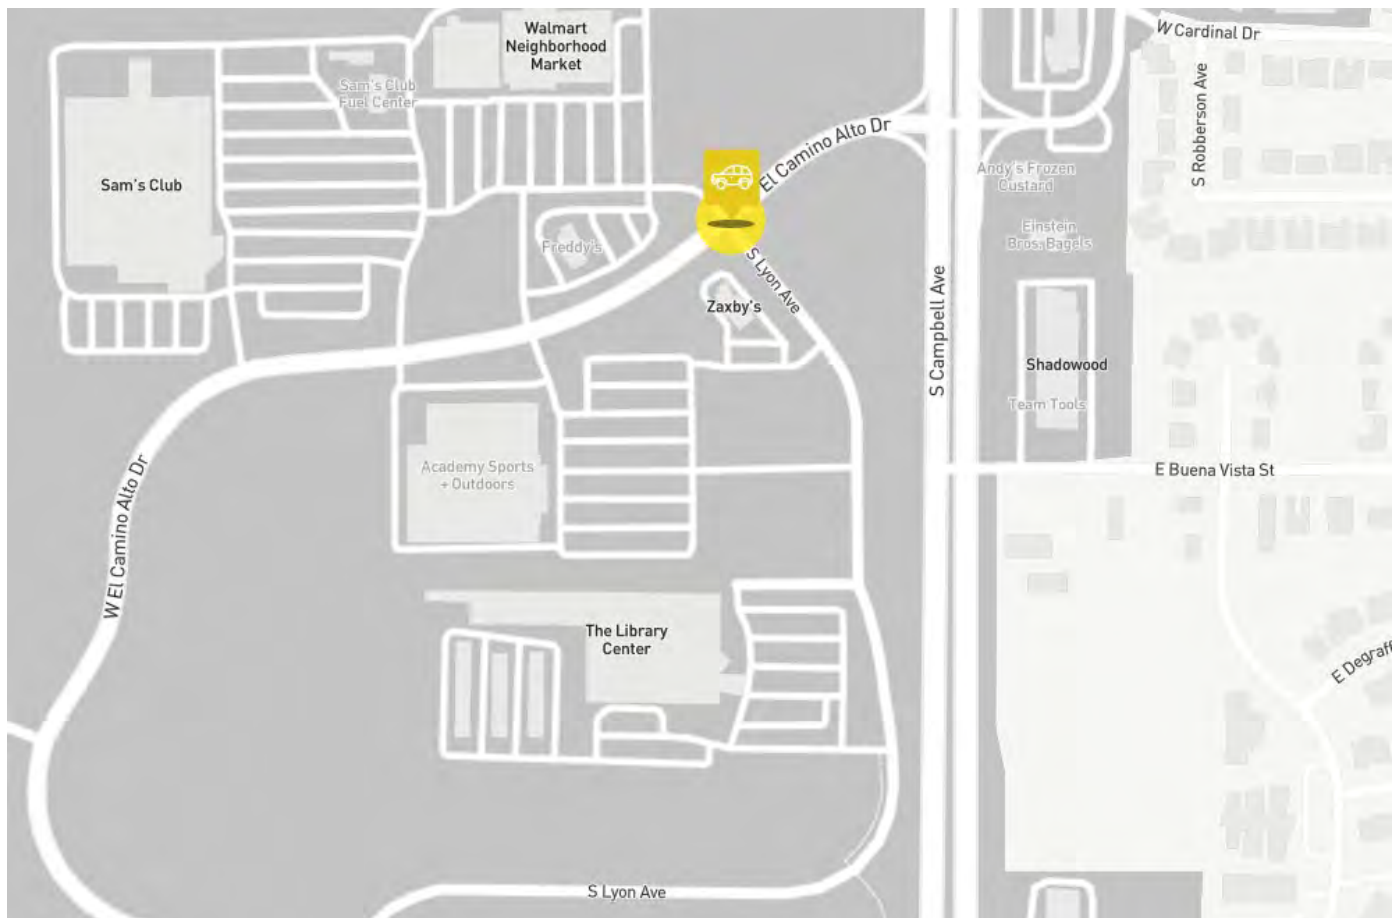 Walmart
Neighborhood
Market
W Cardinal Dr
Sam's Club
Fuel Center
S Robberson Ave
El Camino Alto Dr
Sam's Club
Andy's Frozen
Custard
Einstein
Bros. Bagels
Freddy's
S Lyon Ave
Zaxby's
S Campbell Ave
Shadowood
Team Tools
Academy Sports
+ Outdoors
E Buena Vista St
W El Camino Alto Dr
The Library
Center
E Degraff
S Lyon Ave